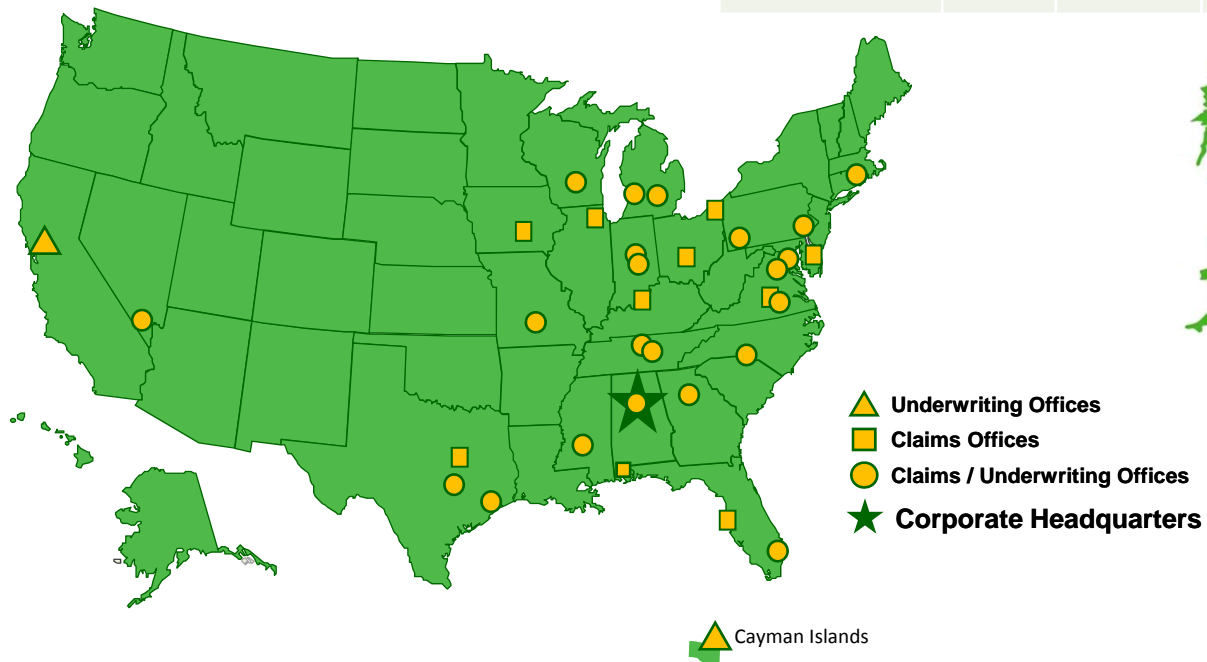 Underwriting Offices
Claims Offices
Claims / Underwriting Offices
Corporate Headquarters
Cayman Islands